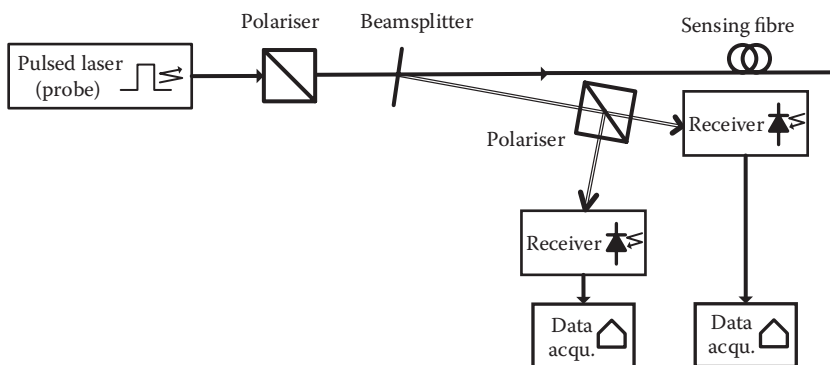 Polariser
Beamsplitter
Sensing fibre
Pulsed laser
(probe)
Polariser
Receiver
Receiver
Data
acqu.
Data
acqu.